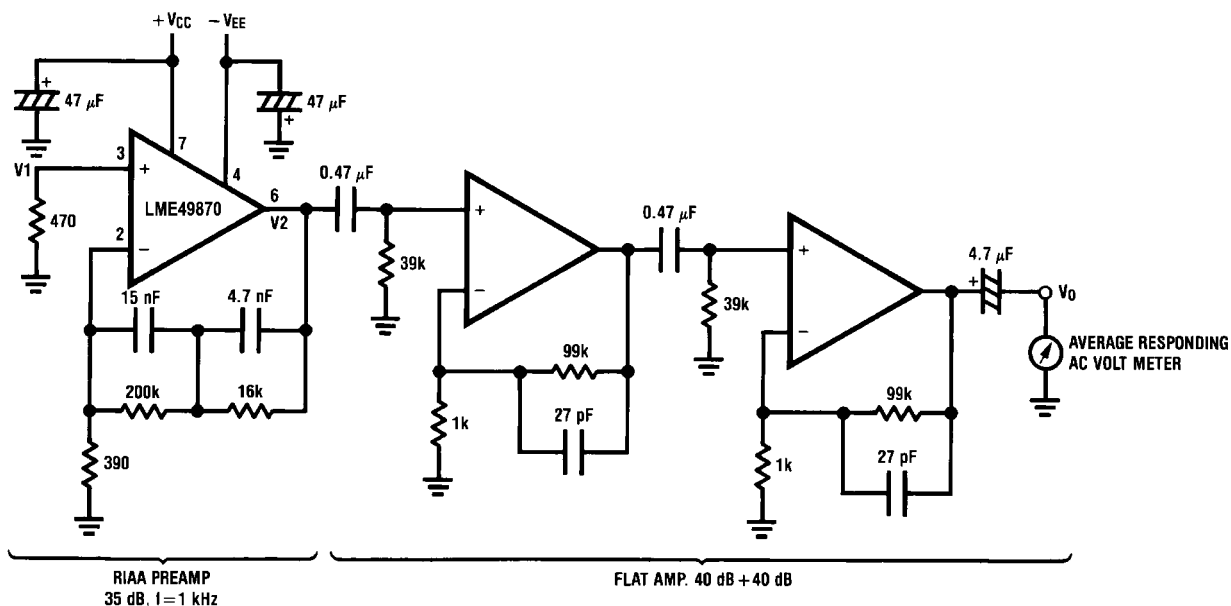 +VCC −VEE
+
47 µF
47 µF
+
V1
3
+
7
4
LME49870
6
V2
470
2
−
15 nF
4.7 nF
200k
16k
390
0.47 µF
39k
+
−
99k
27 pF
1k
0.47 µF
39k
+
−
99k
27 pF
1k
4.7 µF
+
VO
AVERAGE RESPONDING
AC VOLT METER
RIAA PREAMP
35 dB, f=1 kHz
FLAT AMP. 40 dB + 40 dB